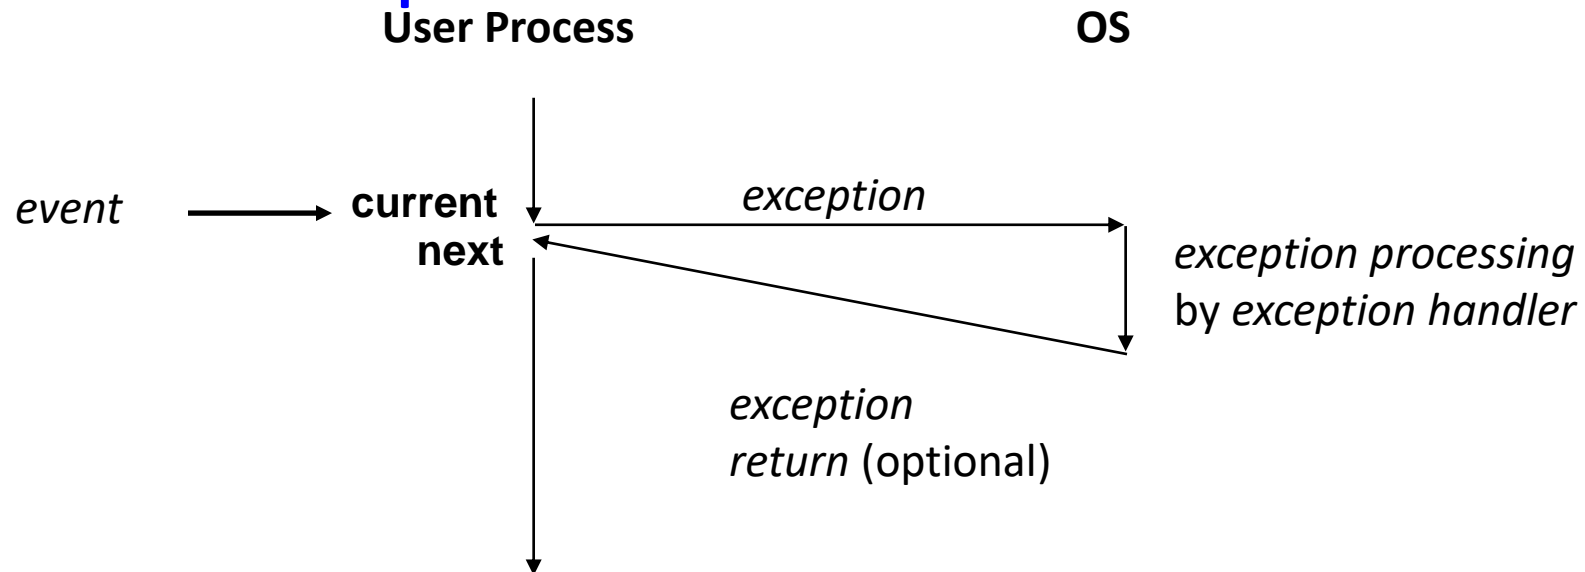 User Process OS
event current exception
next
exception processing
by exception handler
exception
return (optional)